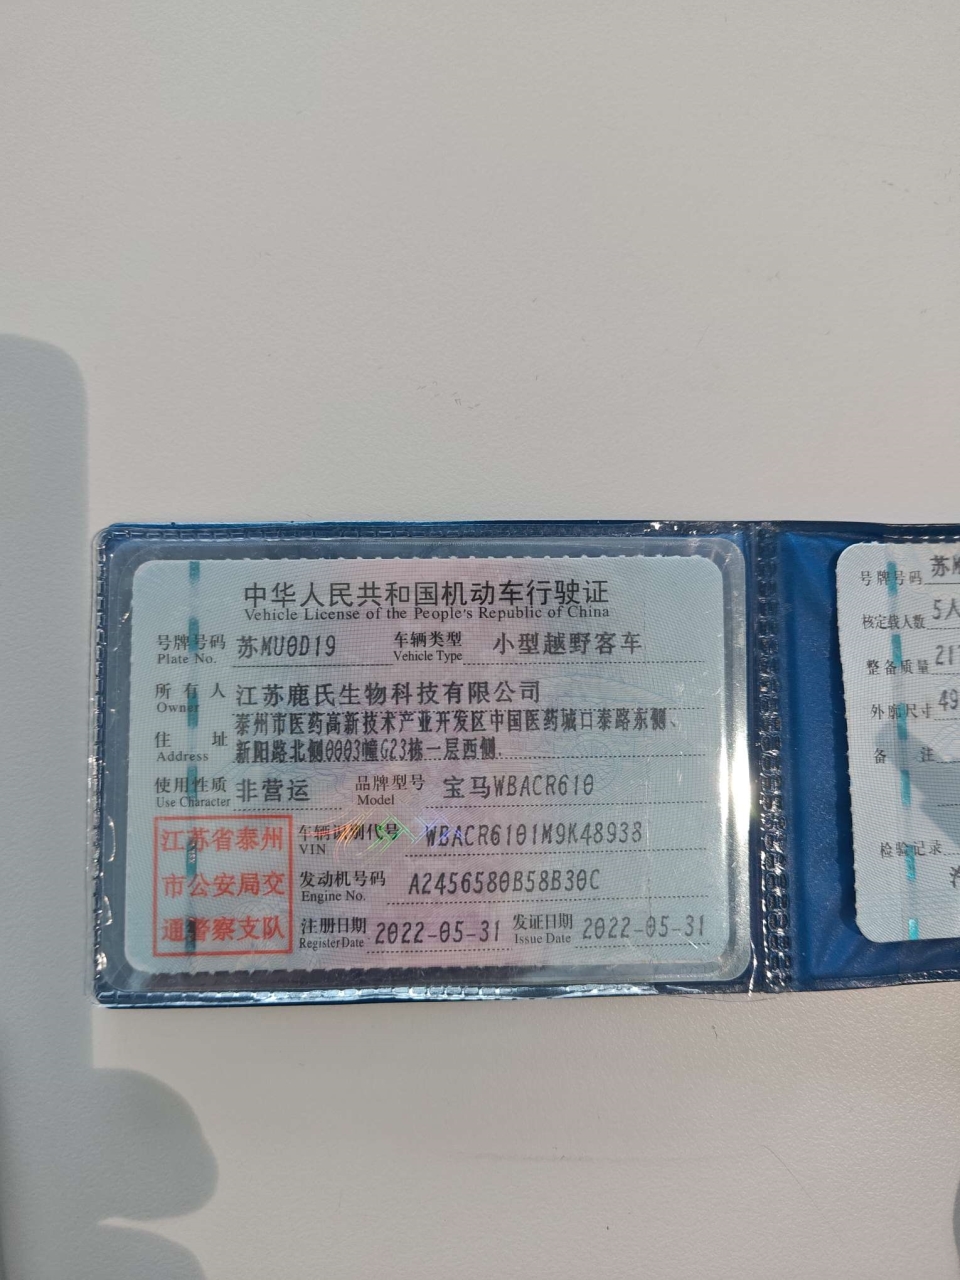 中华人民共和国机动车行驶证
Vehicle License of the People's Republic of China
号牌号码 苏MU0D19 车辆类型 小型越野客车
Plate No. Vehicle Type
所有人 江苏鹿氏生物科技有限公司
Owner
住址 泰州市医药高新技术产业开发区中国医药城口泰路东侧、
Address 新阳路北侧0003幢G23栋一层西侧.
使用性质 非营运 品牌型号 宝马WBACR610
Use Character Model
江苏省泰州
市公安局交
通警察支队
车辆识别代号 WBACR6101M9K48938
VIN
发动机号码 A2456580B58B30C
Engine No.
注册日期 2022-05-31 发证日期 2022-05-31
Register Date Issue Date
号牌号码 苏M
核定载人数 5人
整备质量 217
外廓尺寸 49
备注
检验记录